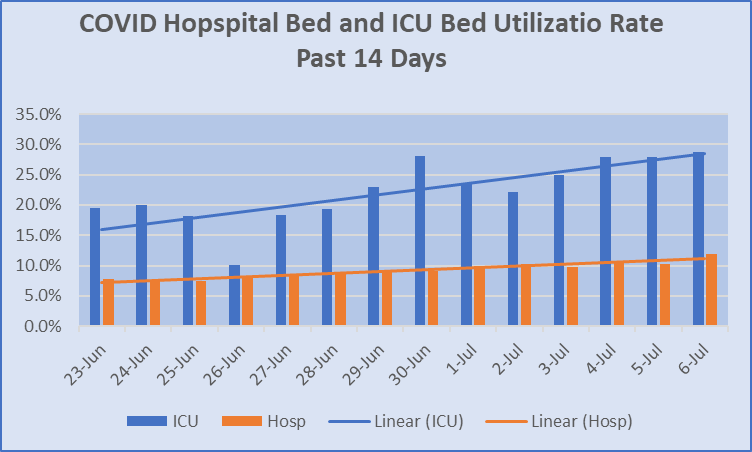 COVID Hopspital Bed and ICU Bed Utilizatio Rate
Past 14 Days
35.0%
30.0%
25.0%
20.0%
15.0%
10.0%
5.0%
0.0%
23-Jun 24-Jun 25-Jun 26-Jun 27-Jun 28-Jun 29-Jun 30-Jun 1-Jul 2-Jul 3-Jul 4-Jul 5-Jul 6-Jul
ICU Hosp Linear (ICU) Linear (Hosp)